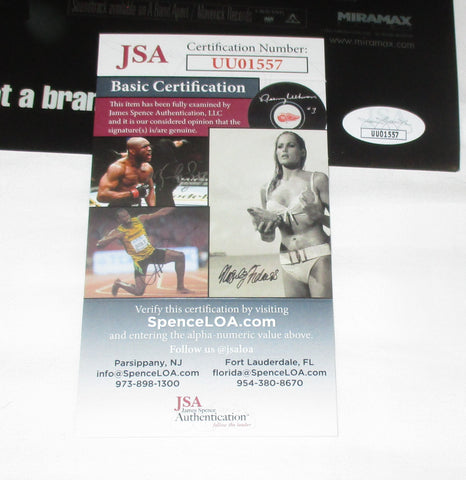 Soundtrack available on A Band Apart / Maverick Records
MIRAMAX
www.miramax.com
t a bran
JSA
Certification Number:
UU01557
Basic Certification
This item has been fully examined by
James Spence Authentication, LLC
and it is our considered opinion that the
signature(s) is/are genuine.
UU01557
Verify this certification by visiting
SpenceLOA.com
and entering the alpha-numeric value above.
Follow us @jsaloa
Parsippany, NJ
info@SpenceLOA.com
973-898-1300
Fort Lauderdale, FL
florida@SpenceLOA.com
954-380-8670
JSA
James Spence
Authentication
follow the leader